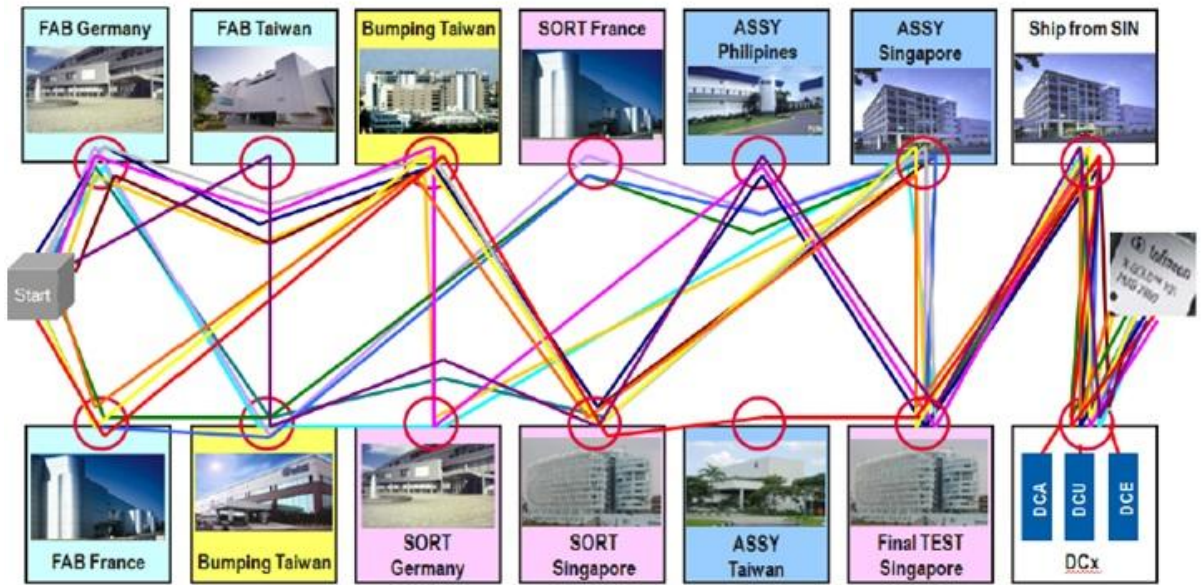 FAB Germany
FAB Taiwan
Bumping Taiwan
SORT France
ASSY
Philipines
ASSY
Singapore
Ship from SIN
Start
Infineon
FAB France
Bumping Taiwan
SORT
Germany
SORT
Singapore
ASSY
Taiwan
Final TEST
Singapore
DCA
DCU
DCE
DCx